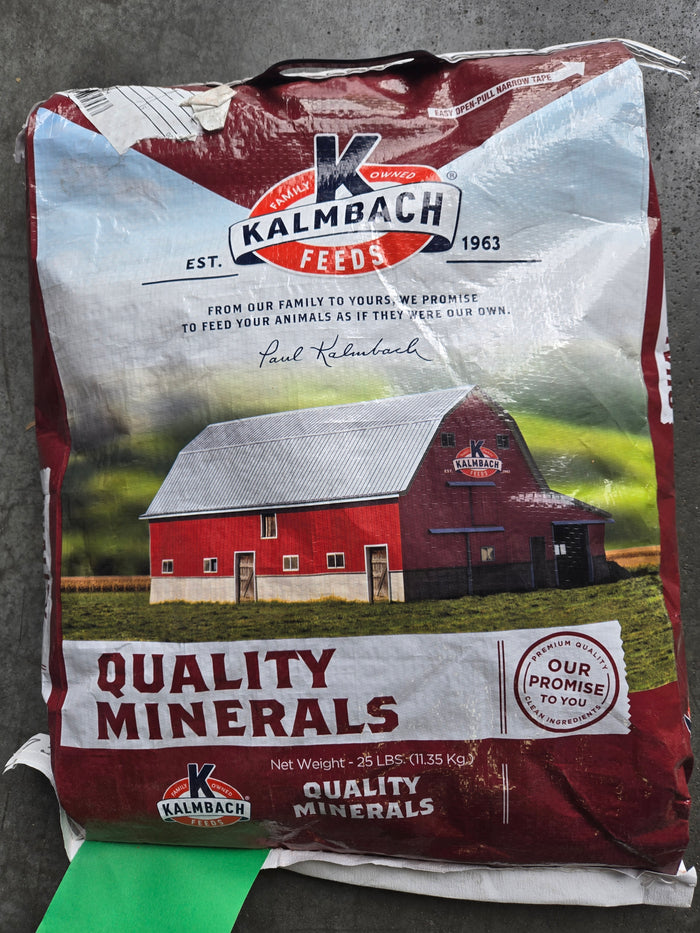 EASY OPEN-PULL NARROW TAPE
K
FAMILY OWNED
®
KALMBACH
FEEDS
EST. 1963
FROM OUR FAMILY TO YOURS, WE PROMISE
TO FEED YOUR ANIMALS AS IF THEY WERE OUR OWN.
Paul Kalmbach
K
KALMBACH
FEEDS
QUALITY
MINERALS
PREMIUM QUALITY
OUR
PROMISE
TO YOU
CLEAN INGREDIENTS
Net Weight - 25 LBS. (11.35 Kg.)
K
FAMILY OWNED
KALMBACH
FEEDS
QUALITY
MINERALS